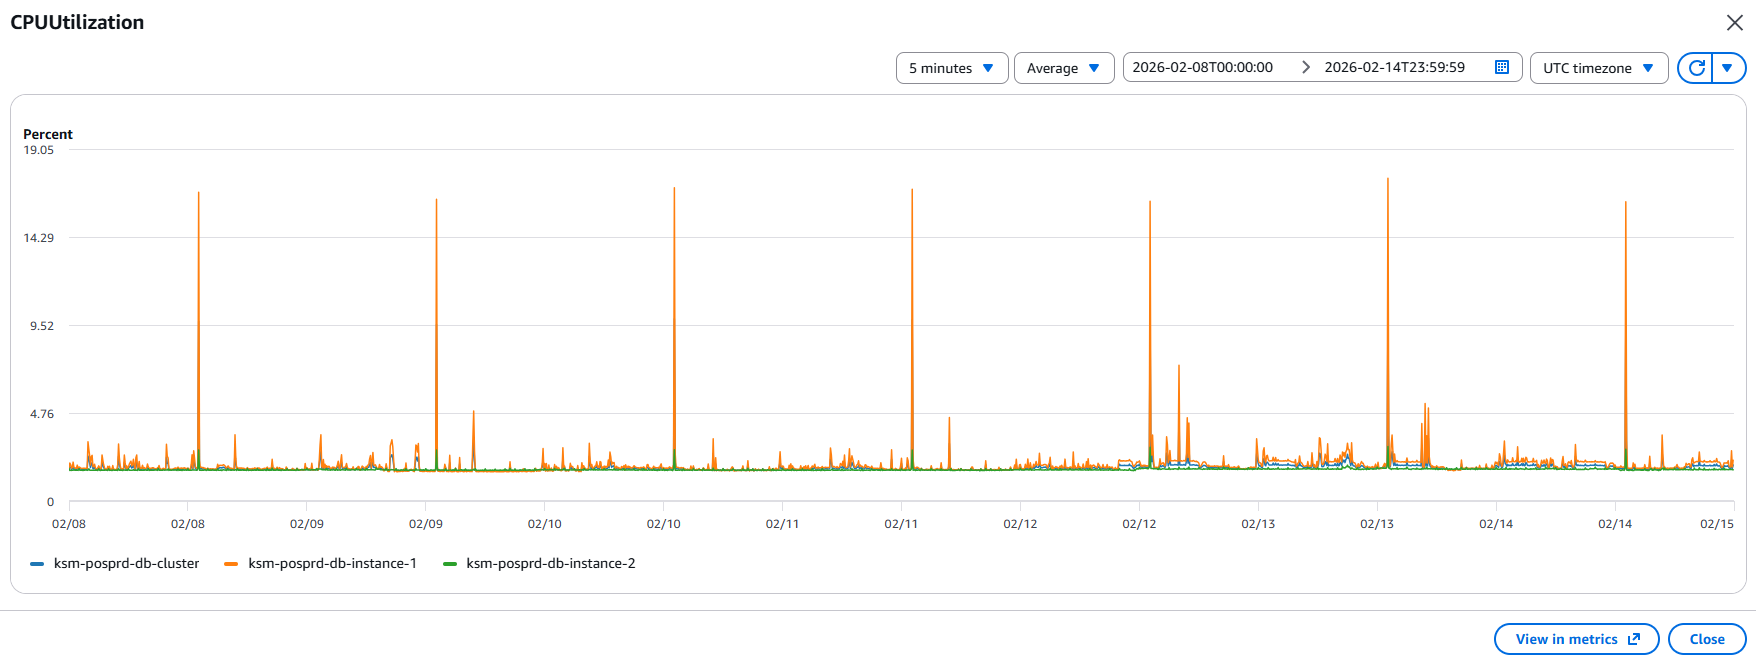 CPUUtilization
5 minutes Average 2026-02-08T00:00:00 2026-02-14T23:59:59 UTC timezone
Percent
19.05
14.29
9.52
4.76
0
02/08 02/08 02/09 02/09 02/10 02/10 02/11 02/11 02/12 02/12 02/13 02/13 02/14 02/14 02/15
ksm-posprd-db-cluster ksm-posprd-db-instance-1 ksm-posprd-db-instance-2
View in metrics Close